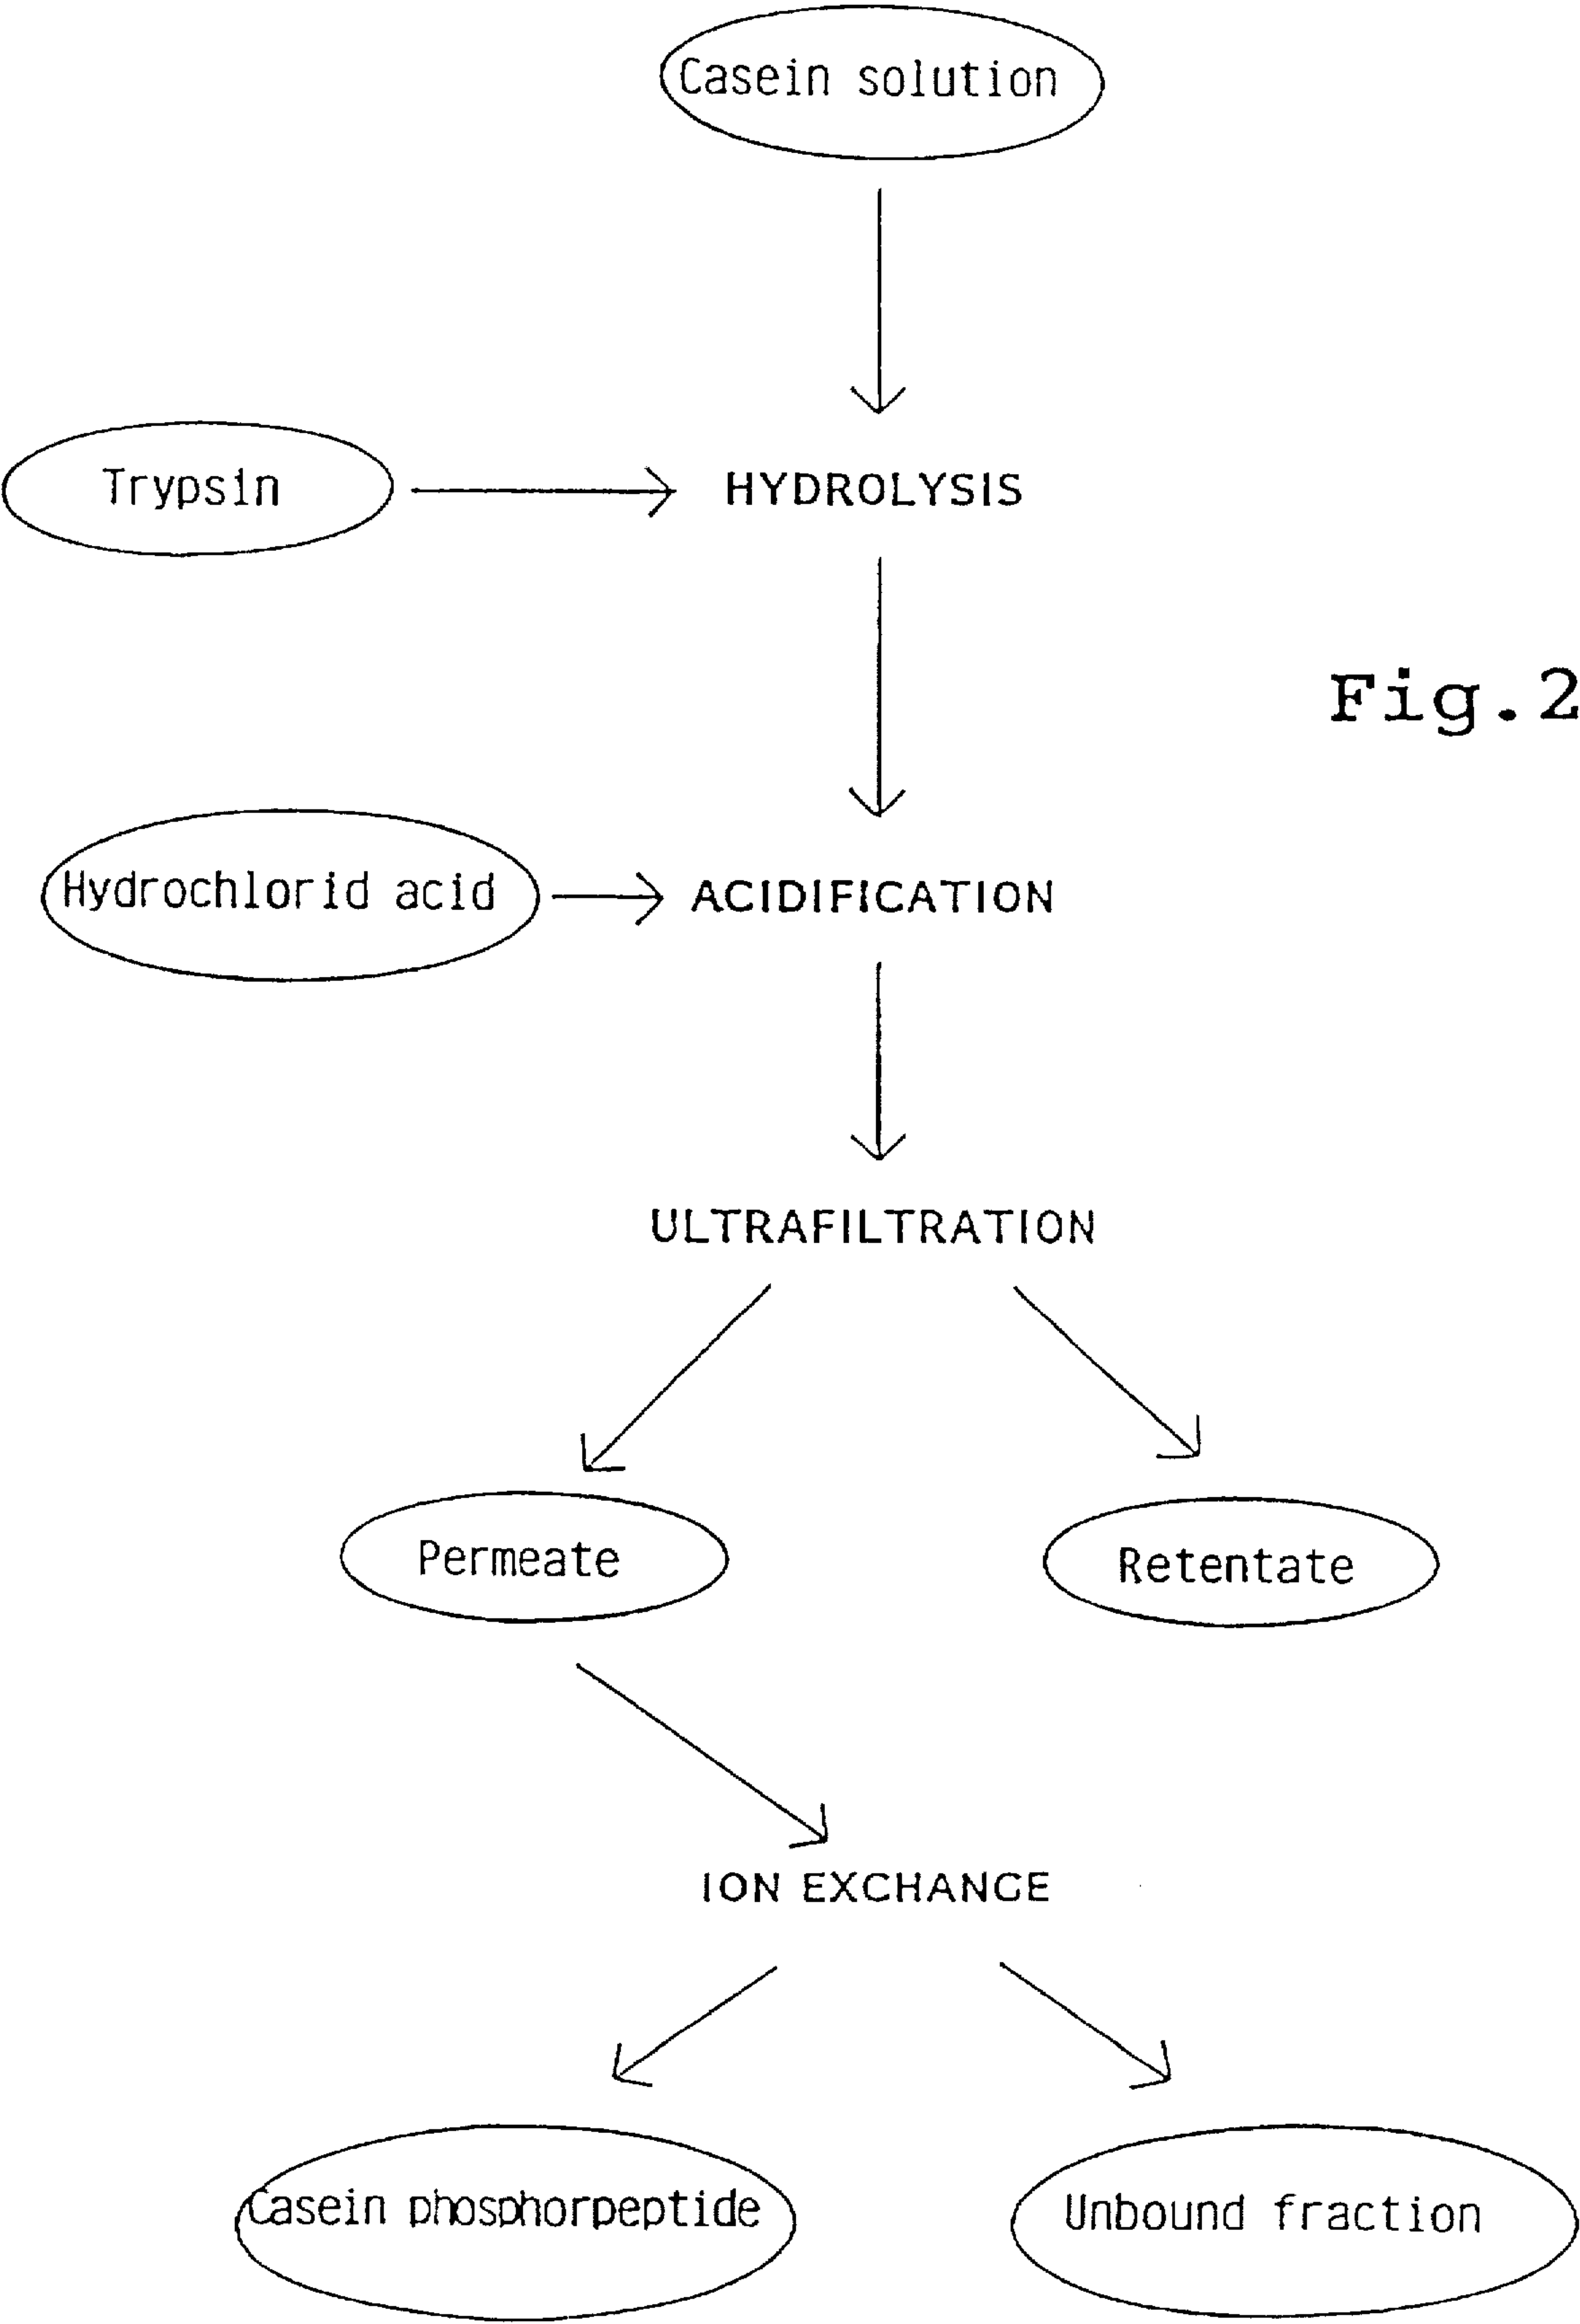 Casein solution
Trypsin
HYDROLYSIS
Fig.2
Hydrochlorid acid
ACIDIFICATION
ULTRAFILTRATION
Permeate
Retentate
ION EXCHANGE
Casein phosphorpeptide
Unbound fraction